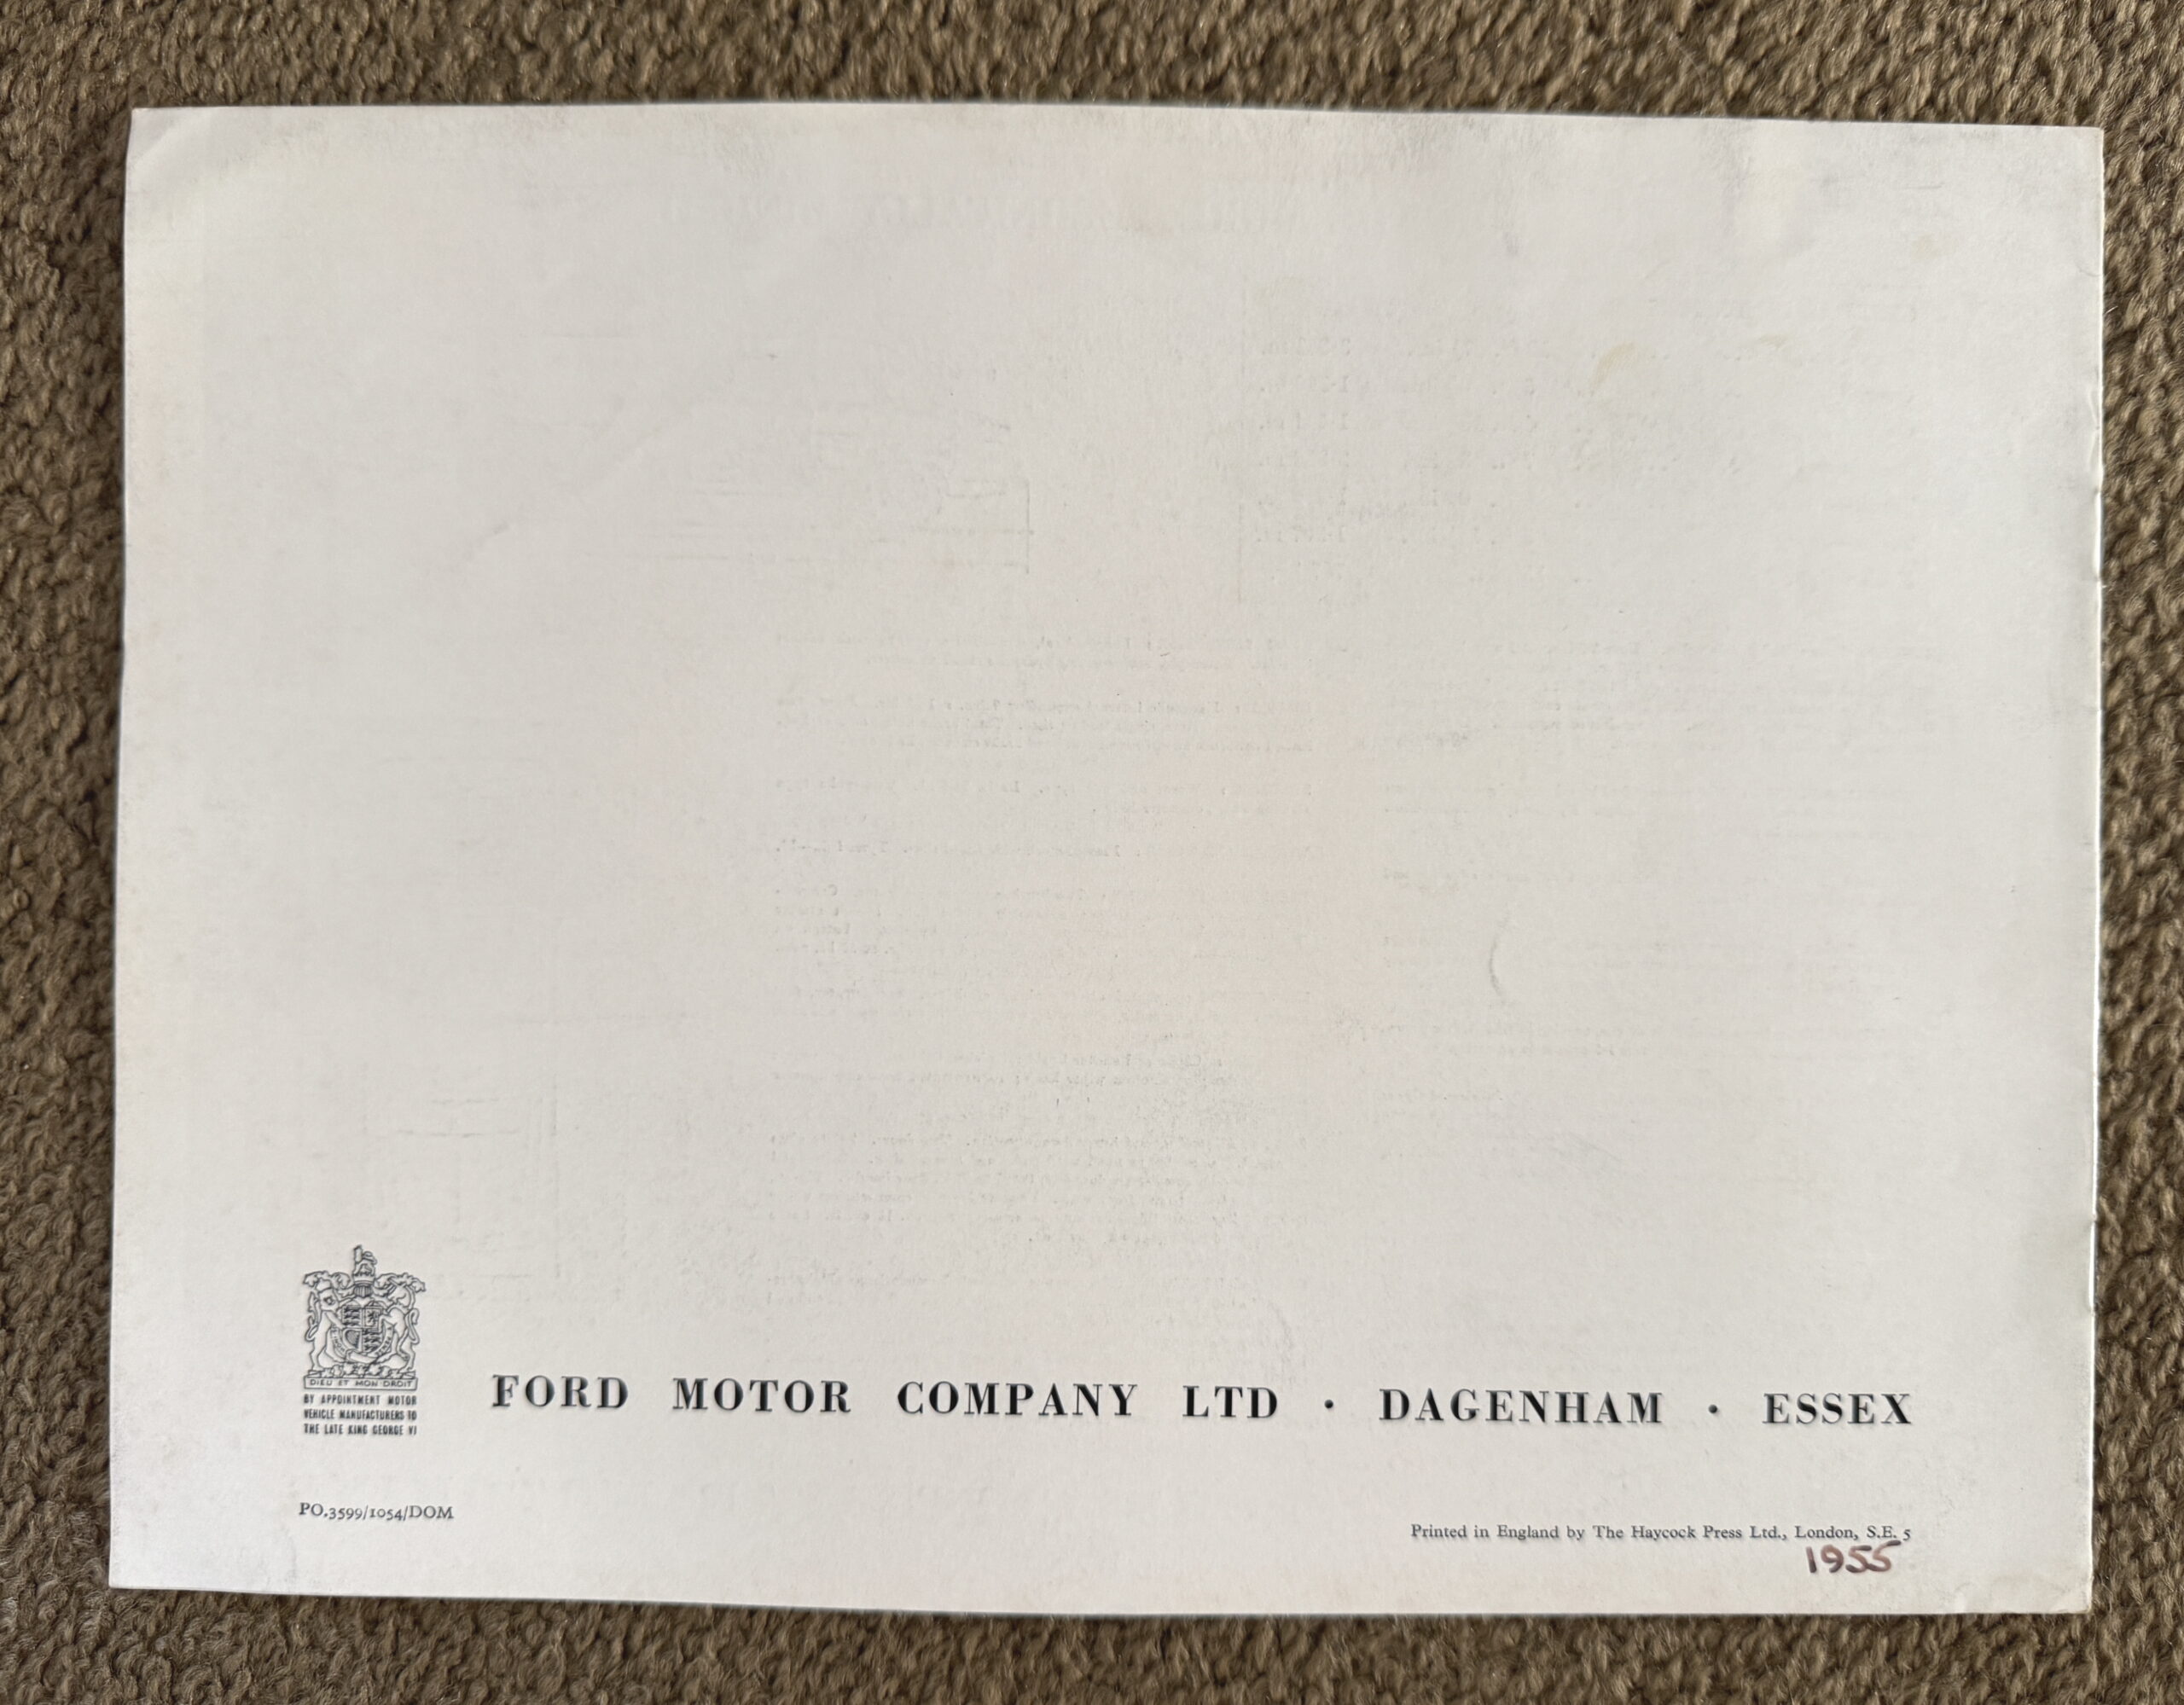 DIEU ET MON DROIT
BY APPOINTMENT MOTOR
VEHICLE MANUFACTURERS TO
THE LATE KING GEORGE VI
FORD MOTOR COMPANY LTD · DAGENHAM · ESSEX
PO.3599/1054/DOM
Printed in England by The Haycock Press Ltd., London, S.E. 5
1955